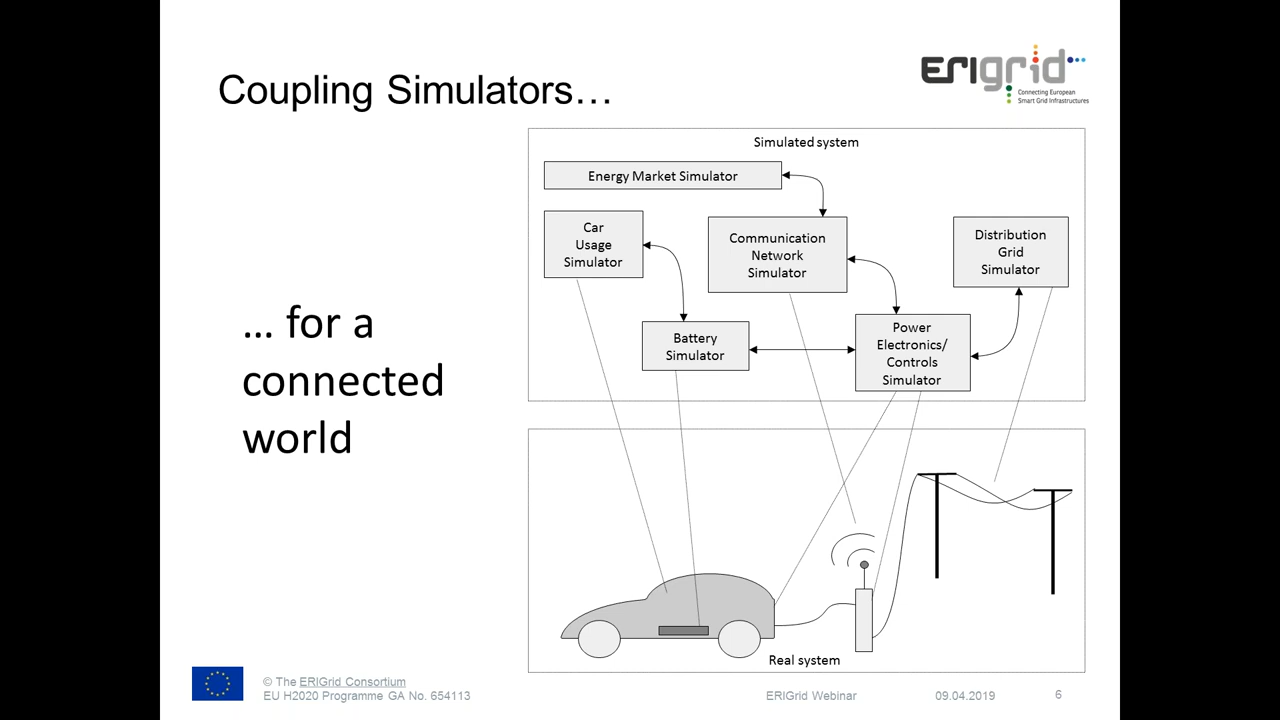 Coupling Simulators…
ERIgrid
Connecting European
Smart Grid Infrastructures
… for a
connected
world
Simulated system
Energy Market Simulator
Car
Usage
Simulator
Communication
Network
Simulator
Distribution
Grid
Simulator
Battery
Simulator
Power
Electronics/
Controls
Simulator
Real system
© The ERIGrid Consortium
EU H2020 Programme GA No. 654113
ERIGrid Webinar
09.04.2019
6